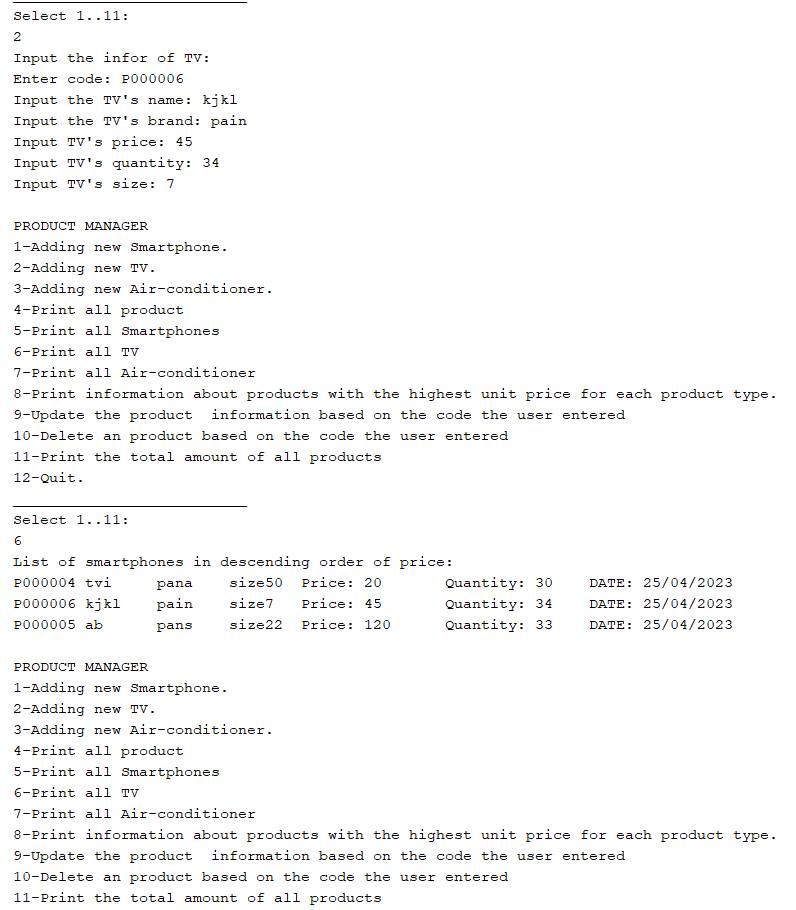 Select 1..11:
2
Input the infor of TV:
Enter code: P000006
Input the TV's name: kjkl
Input the TV's brand: pain
Input TV's price: 45
Input TV's quantity: 34
Input TV's size: 7
PRODUCT MANAGER
1-Adding new Smartphone.
2-Adding new TV.
3-Adding new Air-conditioner.
4-Print all product
5-Print all Smartphones
6-Print all TV
7-Print all Air-conditioner
8-Print information about products with the highest unit price for each product type.
9-Update the product  information based on the code the user entered
10-Delete an product based on the code the user entered
11-Print the total amount of all products
12-Quit.
Select 1..11:
6
List of smartphones in descending order of price:
P000004 tvi     pana    size50  Price: 20       Quantity: 30    DATE: 25/04/2023
P000006 kjkl    pain    size7   Price: 45       Quantity: 34    DATE: 25/04/2023
P000005 ab      pans    size22  Price: 120      Quantity: 33    DATE: 25/04/2023
PRODUCT MANAGER
1-Adding new Smartphone.
2-Adding new TV.
3-Adding new Air-conditioner.
4-Print all product
5-Print all Smartphones
6-Print all TV
7-Print all Air-conditioner
8-Print information about products with the highest unit price for each product type.
9-Update the product  information based on the code the user entered
10-Delete an product based on the code the user entered
11-Print the total amount of all products